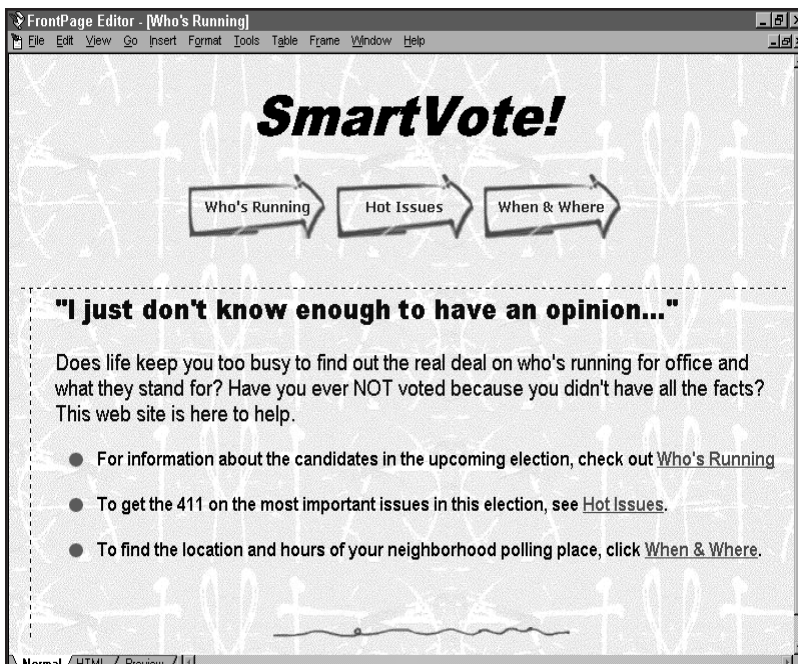 FrontPage Editor - [Who's Running]
File Edit View Go Insert Format Tools Table Frame Window Help
SmartVote!
Who's Running Hot Issues When & Where
"I just don't know enough to have an opinion..."
Does life keep you too busy to find out the real deal on who's running for office and
what they stand for? Have you ever NOT voted because you didn't have all the facts?
This web site is here to help.
For information about the candidates in the upcoming election, check out Who's Running
To get the 411 on the most important issues in this election, see Hot Issues.
To find the location and hours of your neighborhood polling place, click When & Where.
Normal HTML Preview